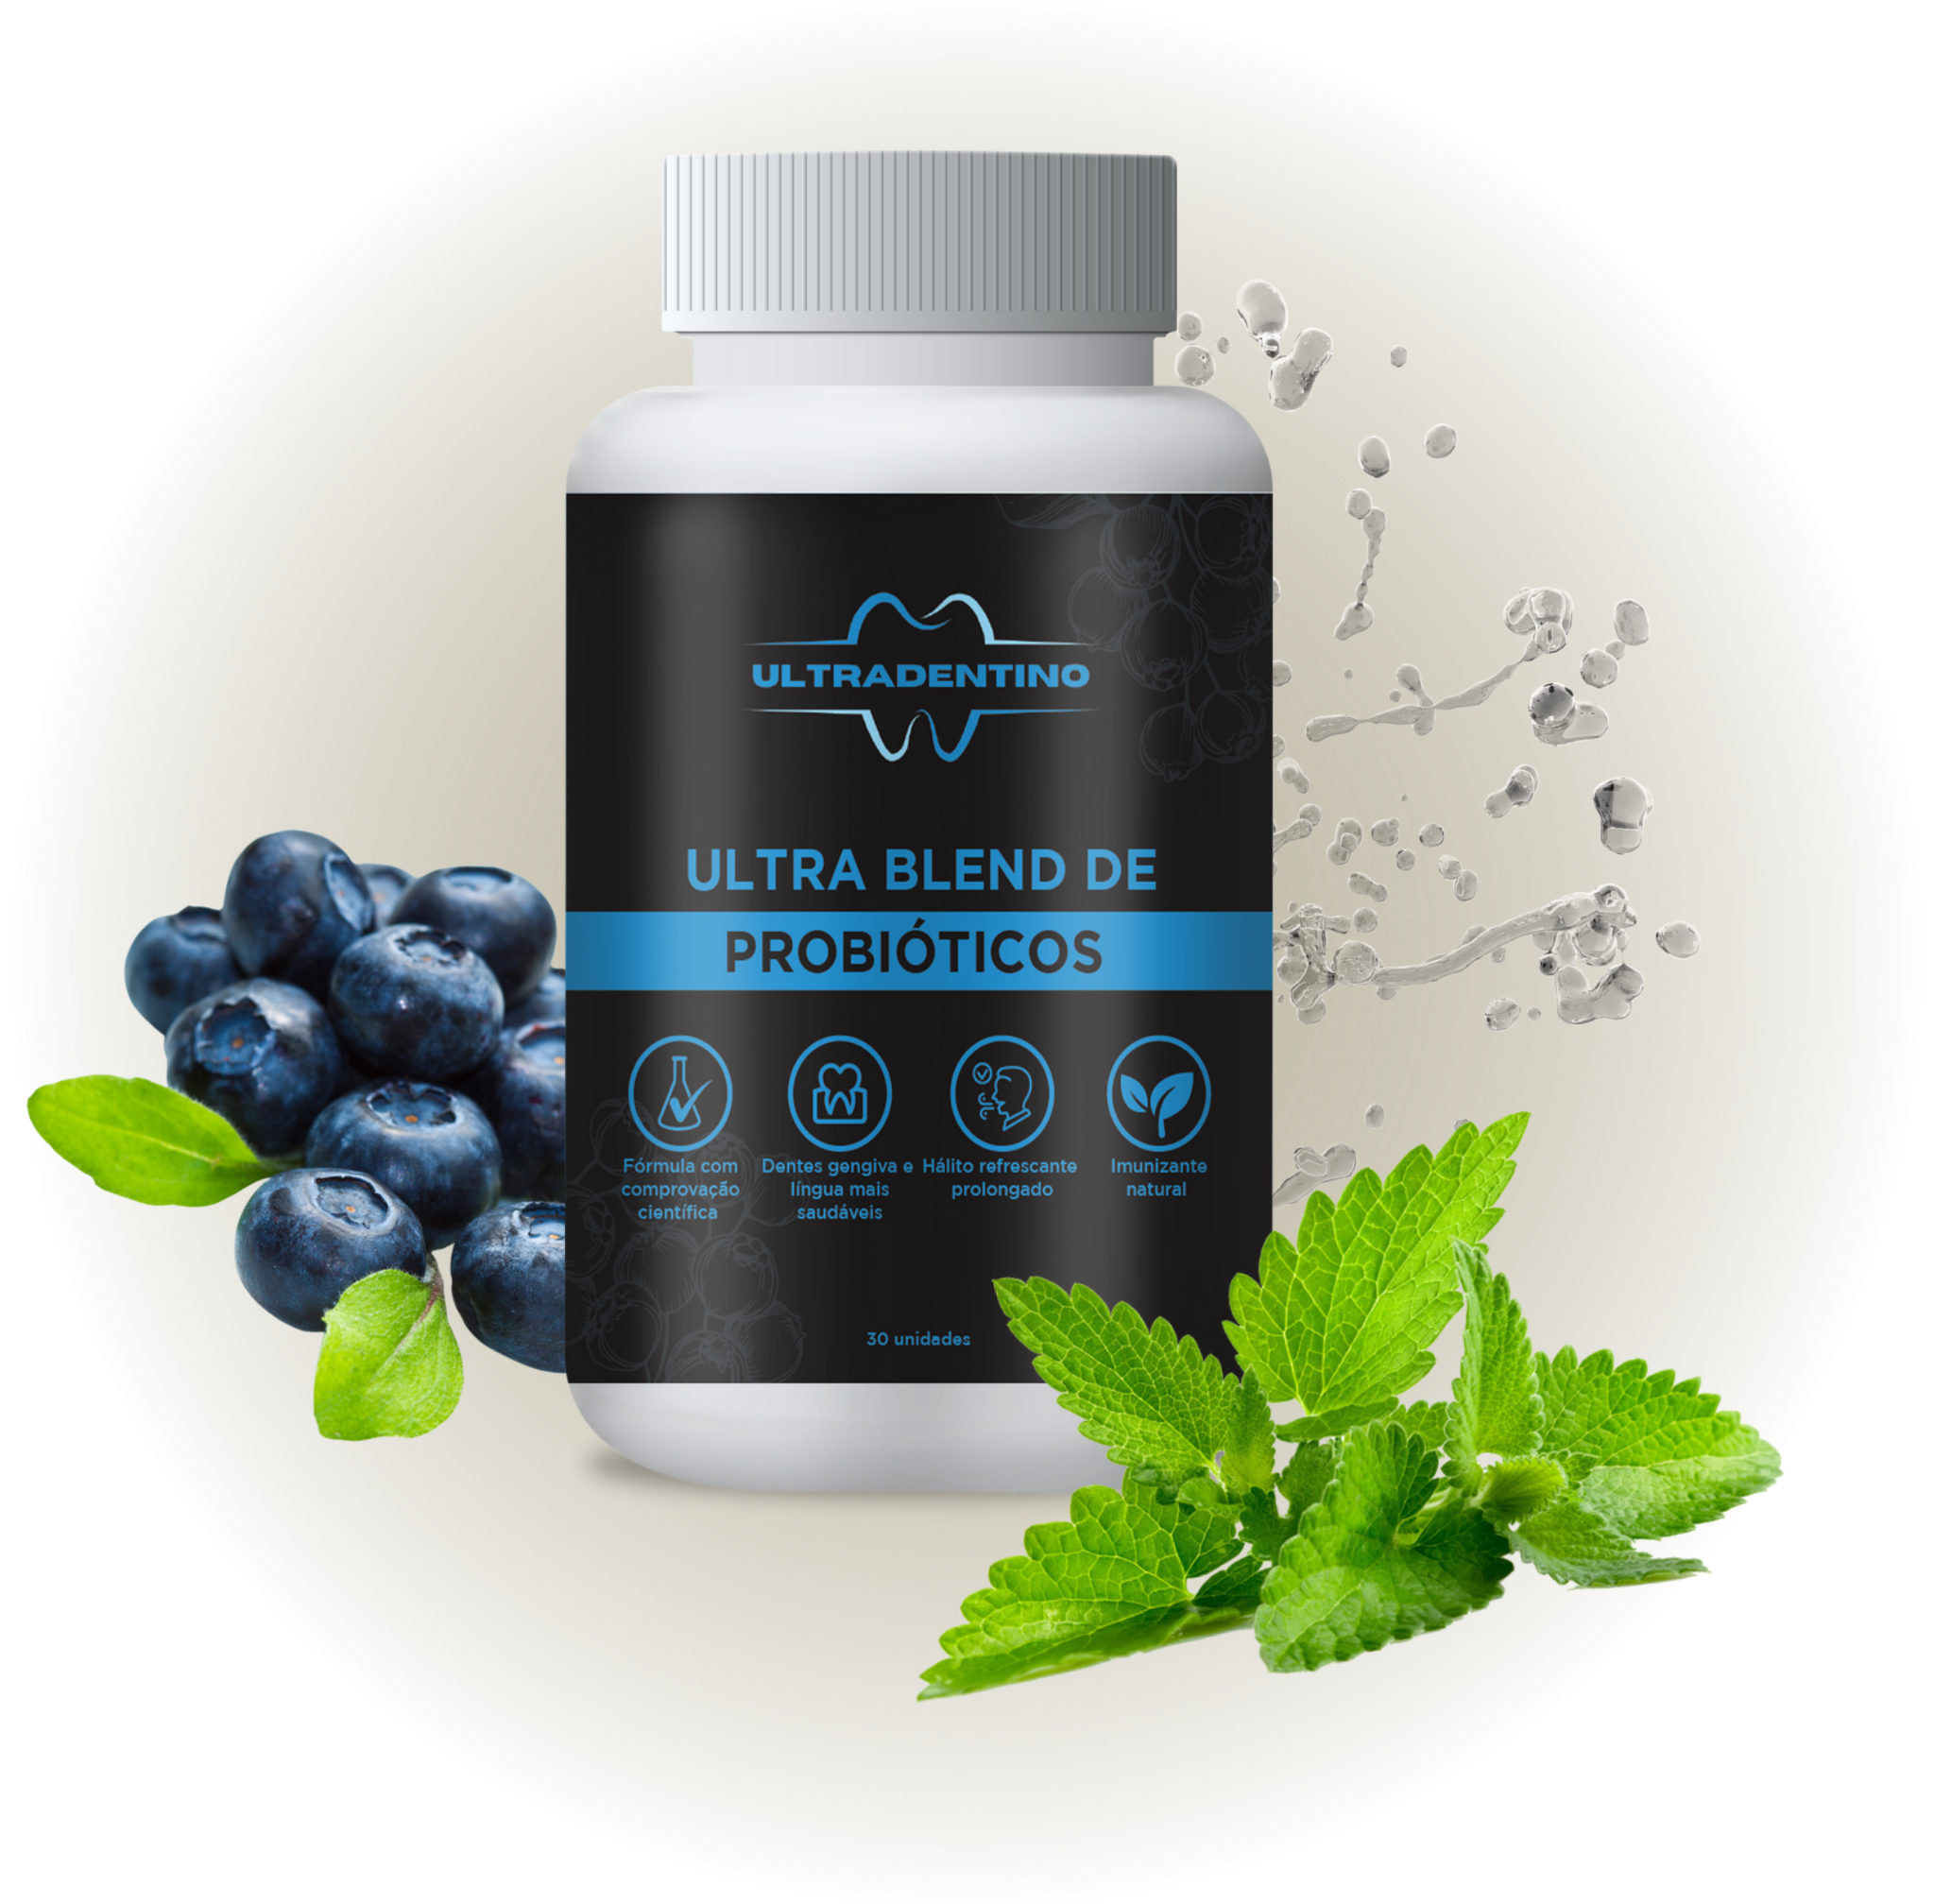 ULTRADENTINO
ULTRA BLEND DE
PROBIÓTICOS
Fórmula com
comprovação
científica
Dentes gengiva e
língua mais
saudáveis
Hálito refrescante
prolongado
Imunizante
natural
30 unidades